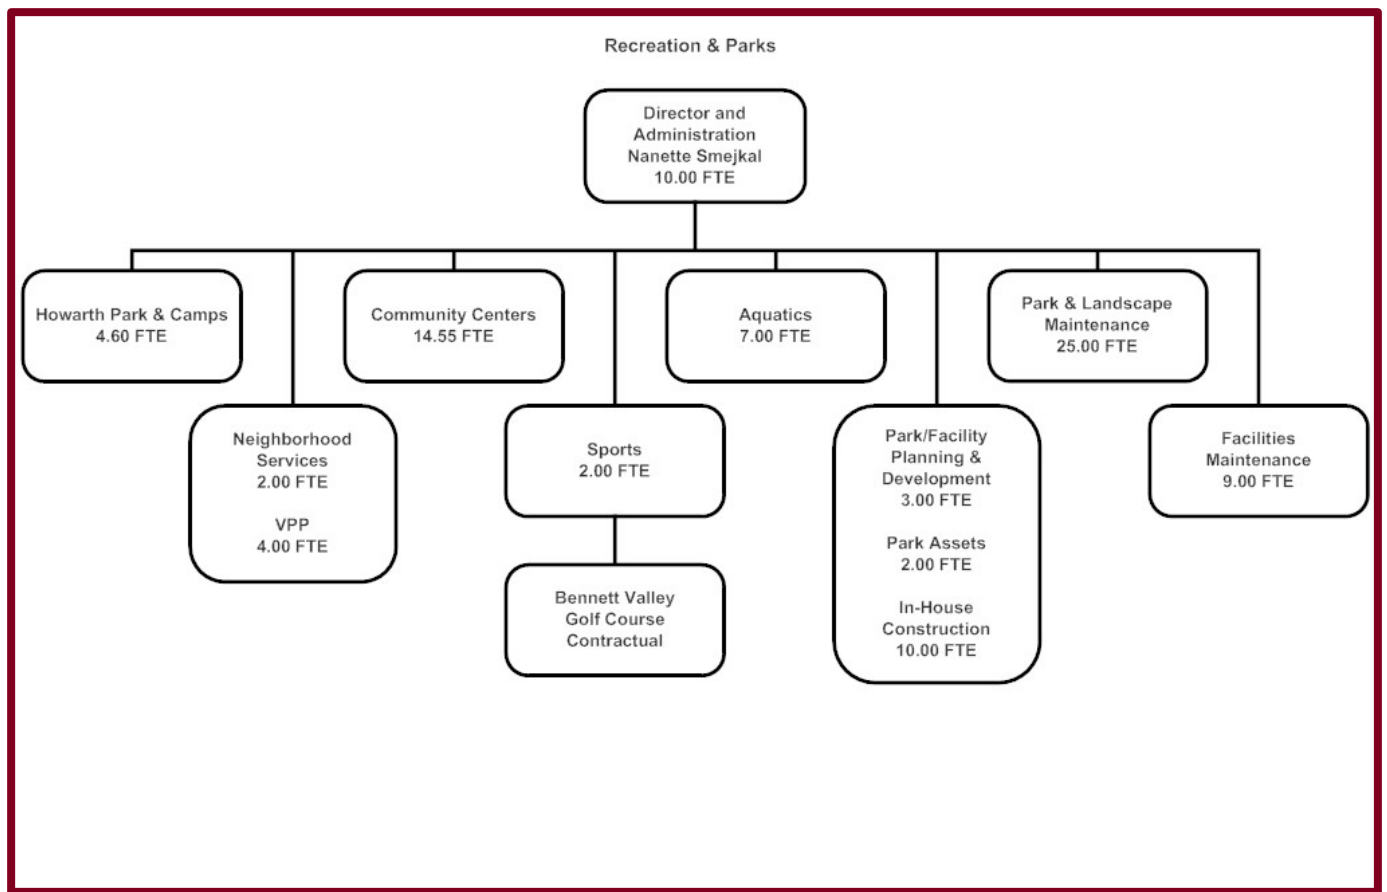 Recreation & Parks
Director and
Administration
Nanette Smejkal
10.00 FTE
Howarth Park & Camps
4.60 FTE
Community Centers
14.55 FTE
Aquatics
7.00 FTE
Park & Landscape
Maintenance
25.00 FTE
Neighborhood
Services
2.00 FTE
VPP
4.00 FTE
Sports
2.00 FTE
Park/Facility
Planning &
Development
3.00 FTE
Park Assets
2.00 FTE
In-House
Construction
10.00 FTE
Facilities
Maintenance
9.00 FTE
Bennett Valley
Golf Course
Contractual